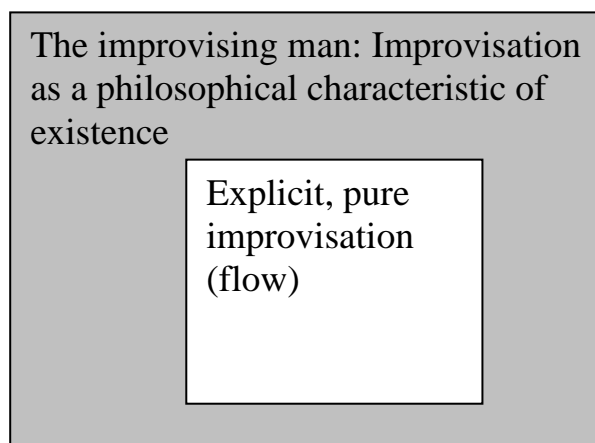 The improvising man: Improvisation
as a philosophical characteristic of
existence
Explicit, pure
improvisation
(flow)